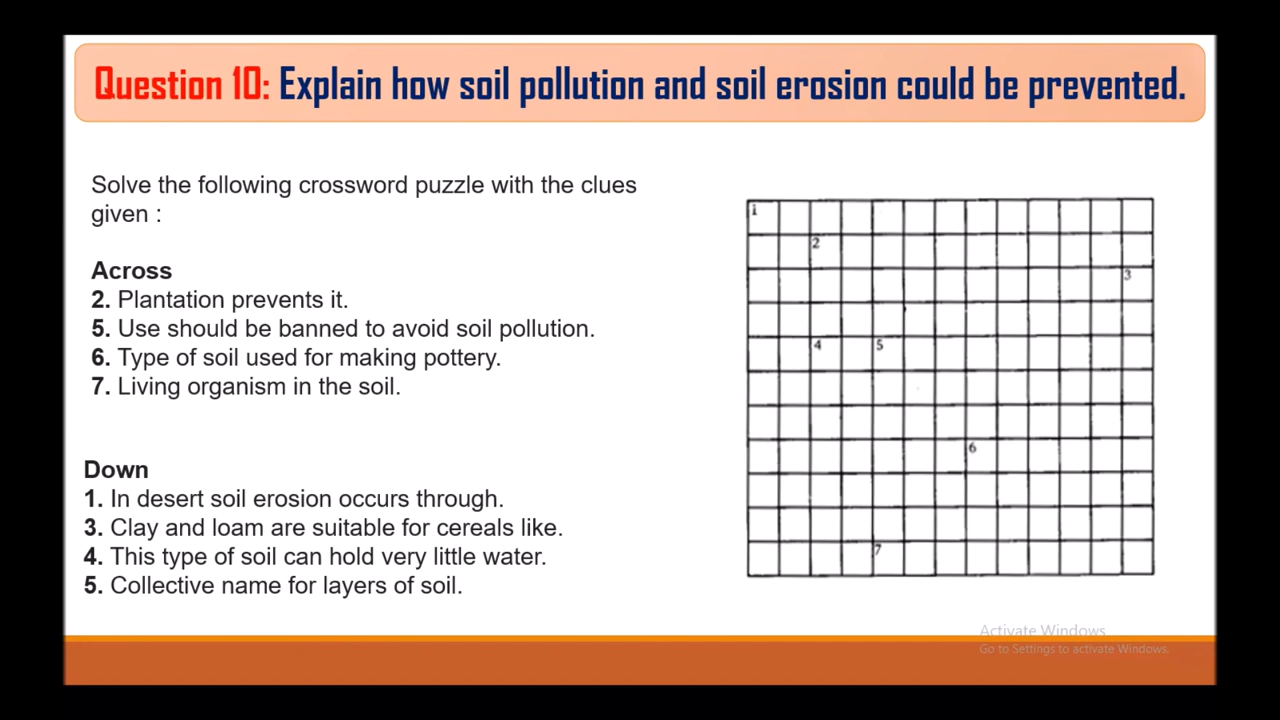 Question 10: Explain how soil pollution and soil erosion could be prevented.
Solve the following crossword puzzle with the clues
given :
Across
2. Plantation prevents it.
5. Use should be banned to avoid soil pollution.
6. Type of soil used for making pottery.
7. Living organism in the soil.
Down
1. In desert soil erosion occurs through.
3. Clay and loam are suitable for cereals like.
4. This type of soil can hold very little water.
5. Collective name for layers of soil.
1
2
3
4 5
6
7
Activate Windows
Go to Settings to activate Windows.